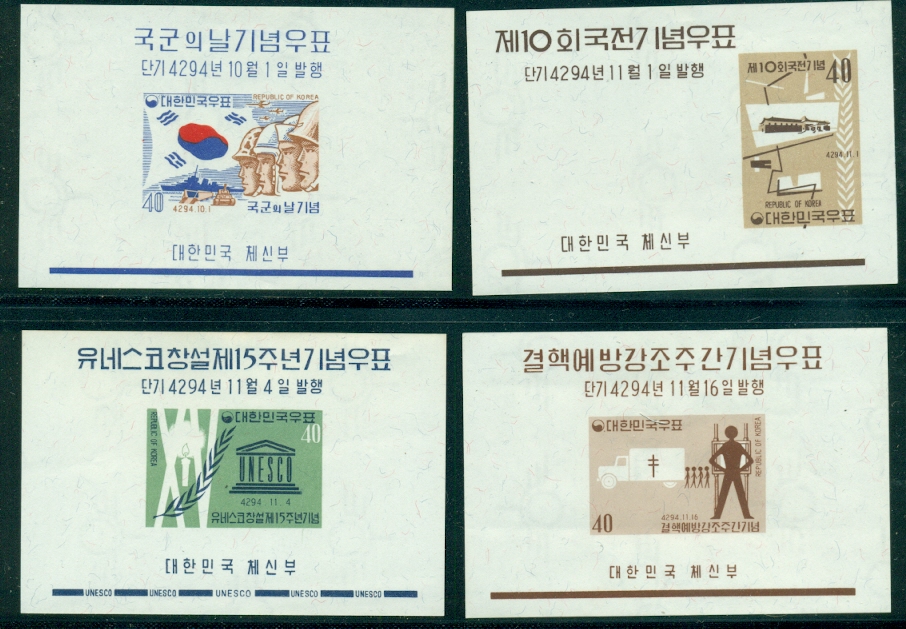 국군의날기념우표
단기 4294년 10월 1일 발행
대한민국우표
REPUBLIC OF KOREA
40
4294.10.1
국군의날기념
대한민국 체신부
제10회국전기념우표
단기 4294년 11월 1일 발행
제10회국전기념
40
4294.11.1
REPUBLIC OF KOREA
대한민국우표
대한민국 체신부
유네스코창설제15주년기념우표
단기 4294년 11월 4일 발행
REPUBLIC OF KOREA
대한민국우표
40
UNESCO
4294.11.4
유네스코창설제15주년기념
대한민국 체신부
UNESCO UNESCO UNESCO UNESCO
결핵예방강조주간기념우표
단기 4294년 11월 16일 발행
대한민국우표
REPUBLIC OF KOREA
4294.11.16
40
결핵예방강조주간기념
대한민국 체신부